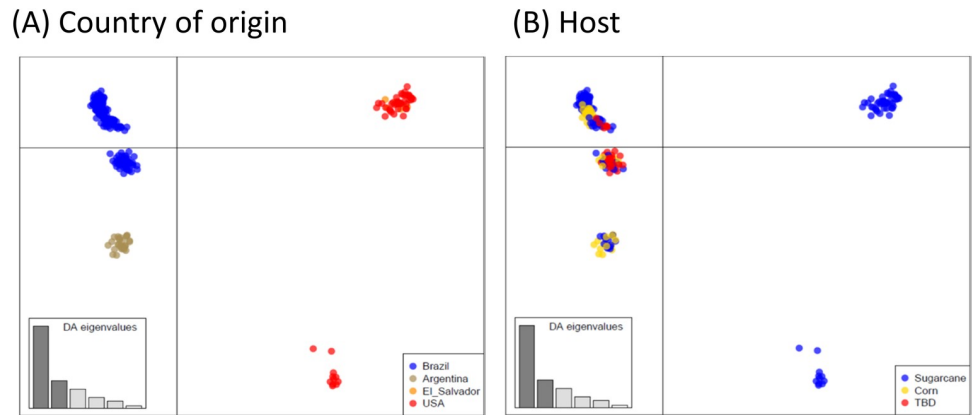 (A) Country of origin
DA eigenvalues
Brazil
Argentina
El_Salvador
USA
(B) Host
DA eigenvalues
Sugarcane
Corn
TBD